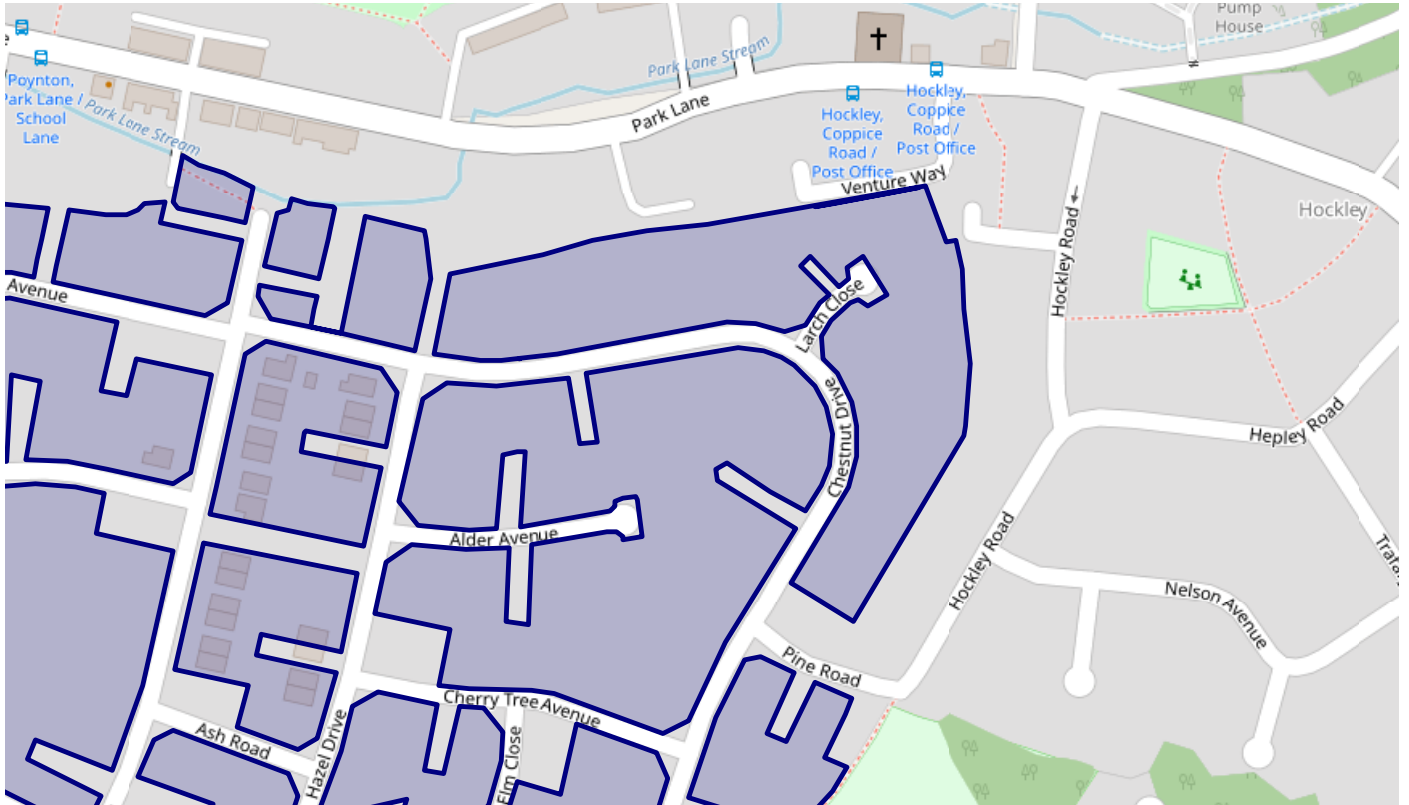 Pump
House
e
Poynton,
Park Lane /
School
Lane
Park Lane Stream
Park Lane Stream
Park Lane
Hockley,
Coppice
Road /
Post Office
Hockley,
Coppice
Road /
Post Office
Venture Way
Hockley
Hockley Road
Avenue
Larch Close
Chestnut Drive
Hepley Road
Alder Avenue
Hockley Road
Nelson Avenue
Trafa
Pine Road
Cherry Tree Avenue
Ash Road
Hazel Drive
Elm Close